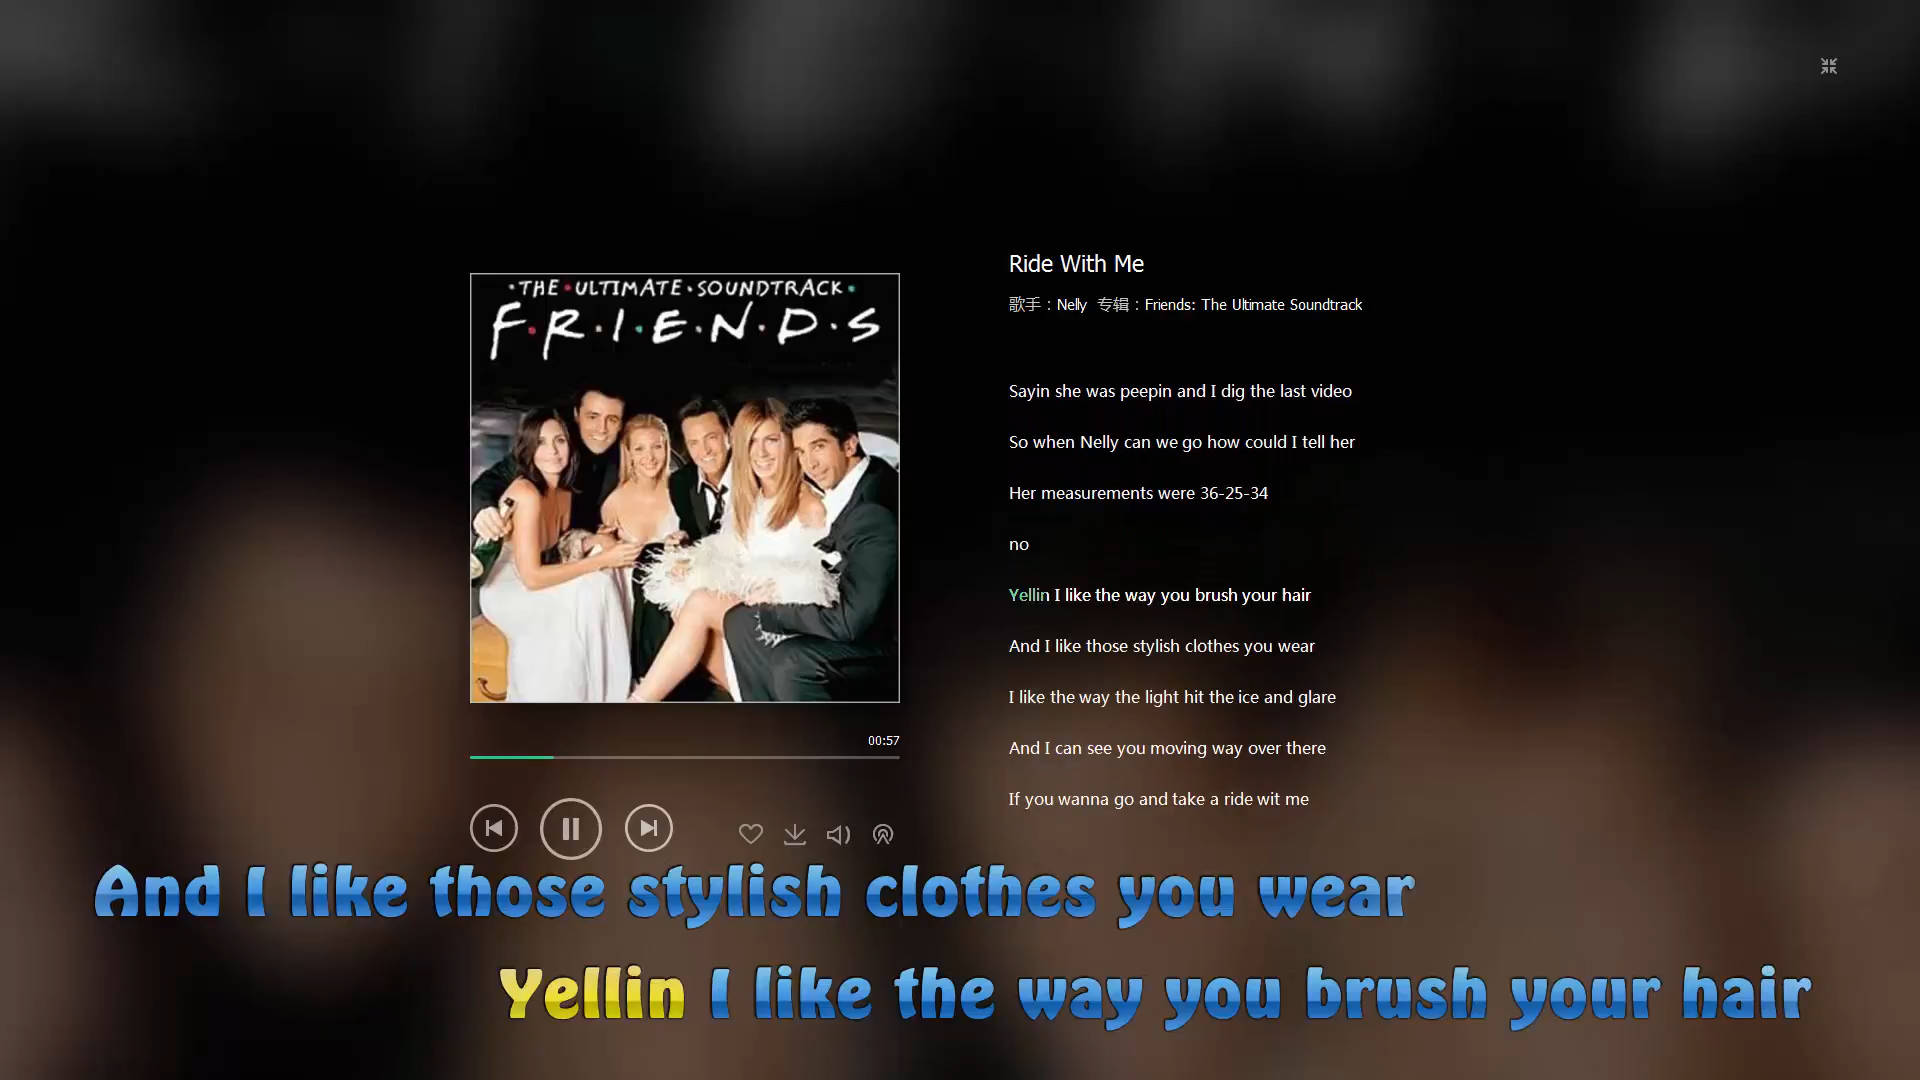 ·THE·ULTIMATE·SOUNDTRACK·
F·R·I·E·N·D·S
Ride With Me
歌手：Nelly 专辑：Friends: The Ultimate Soundtrack
Sayin she was peepin and I dig the last video
So when Nelly can we go how could I tell her
Her measurements were 36-25-34
no
Yellin I like the way you brush your hair
And I like those stylish clothes you wear
I like the way the light hit the ice and glare
And I can see you moving way over there
If you wanna go and take a ride wit me
00:57
And I like those stylish clothes you wear
Yellin I like the way you brush your hair